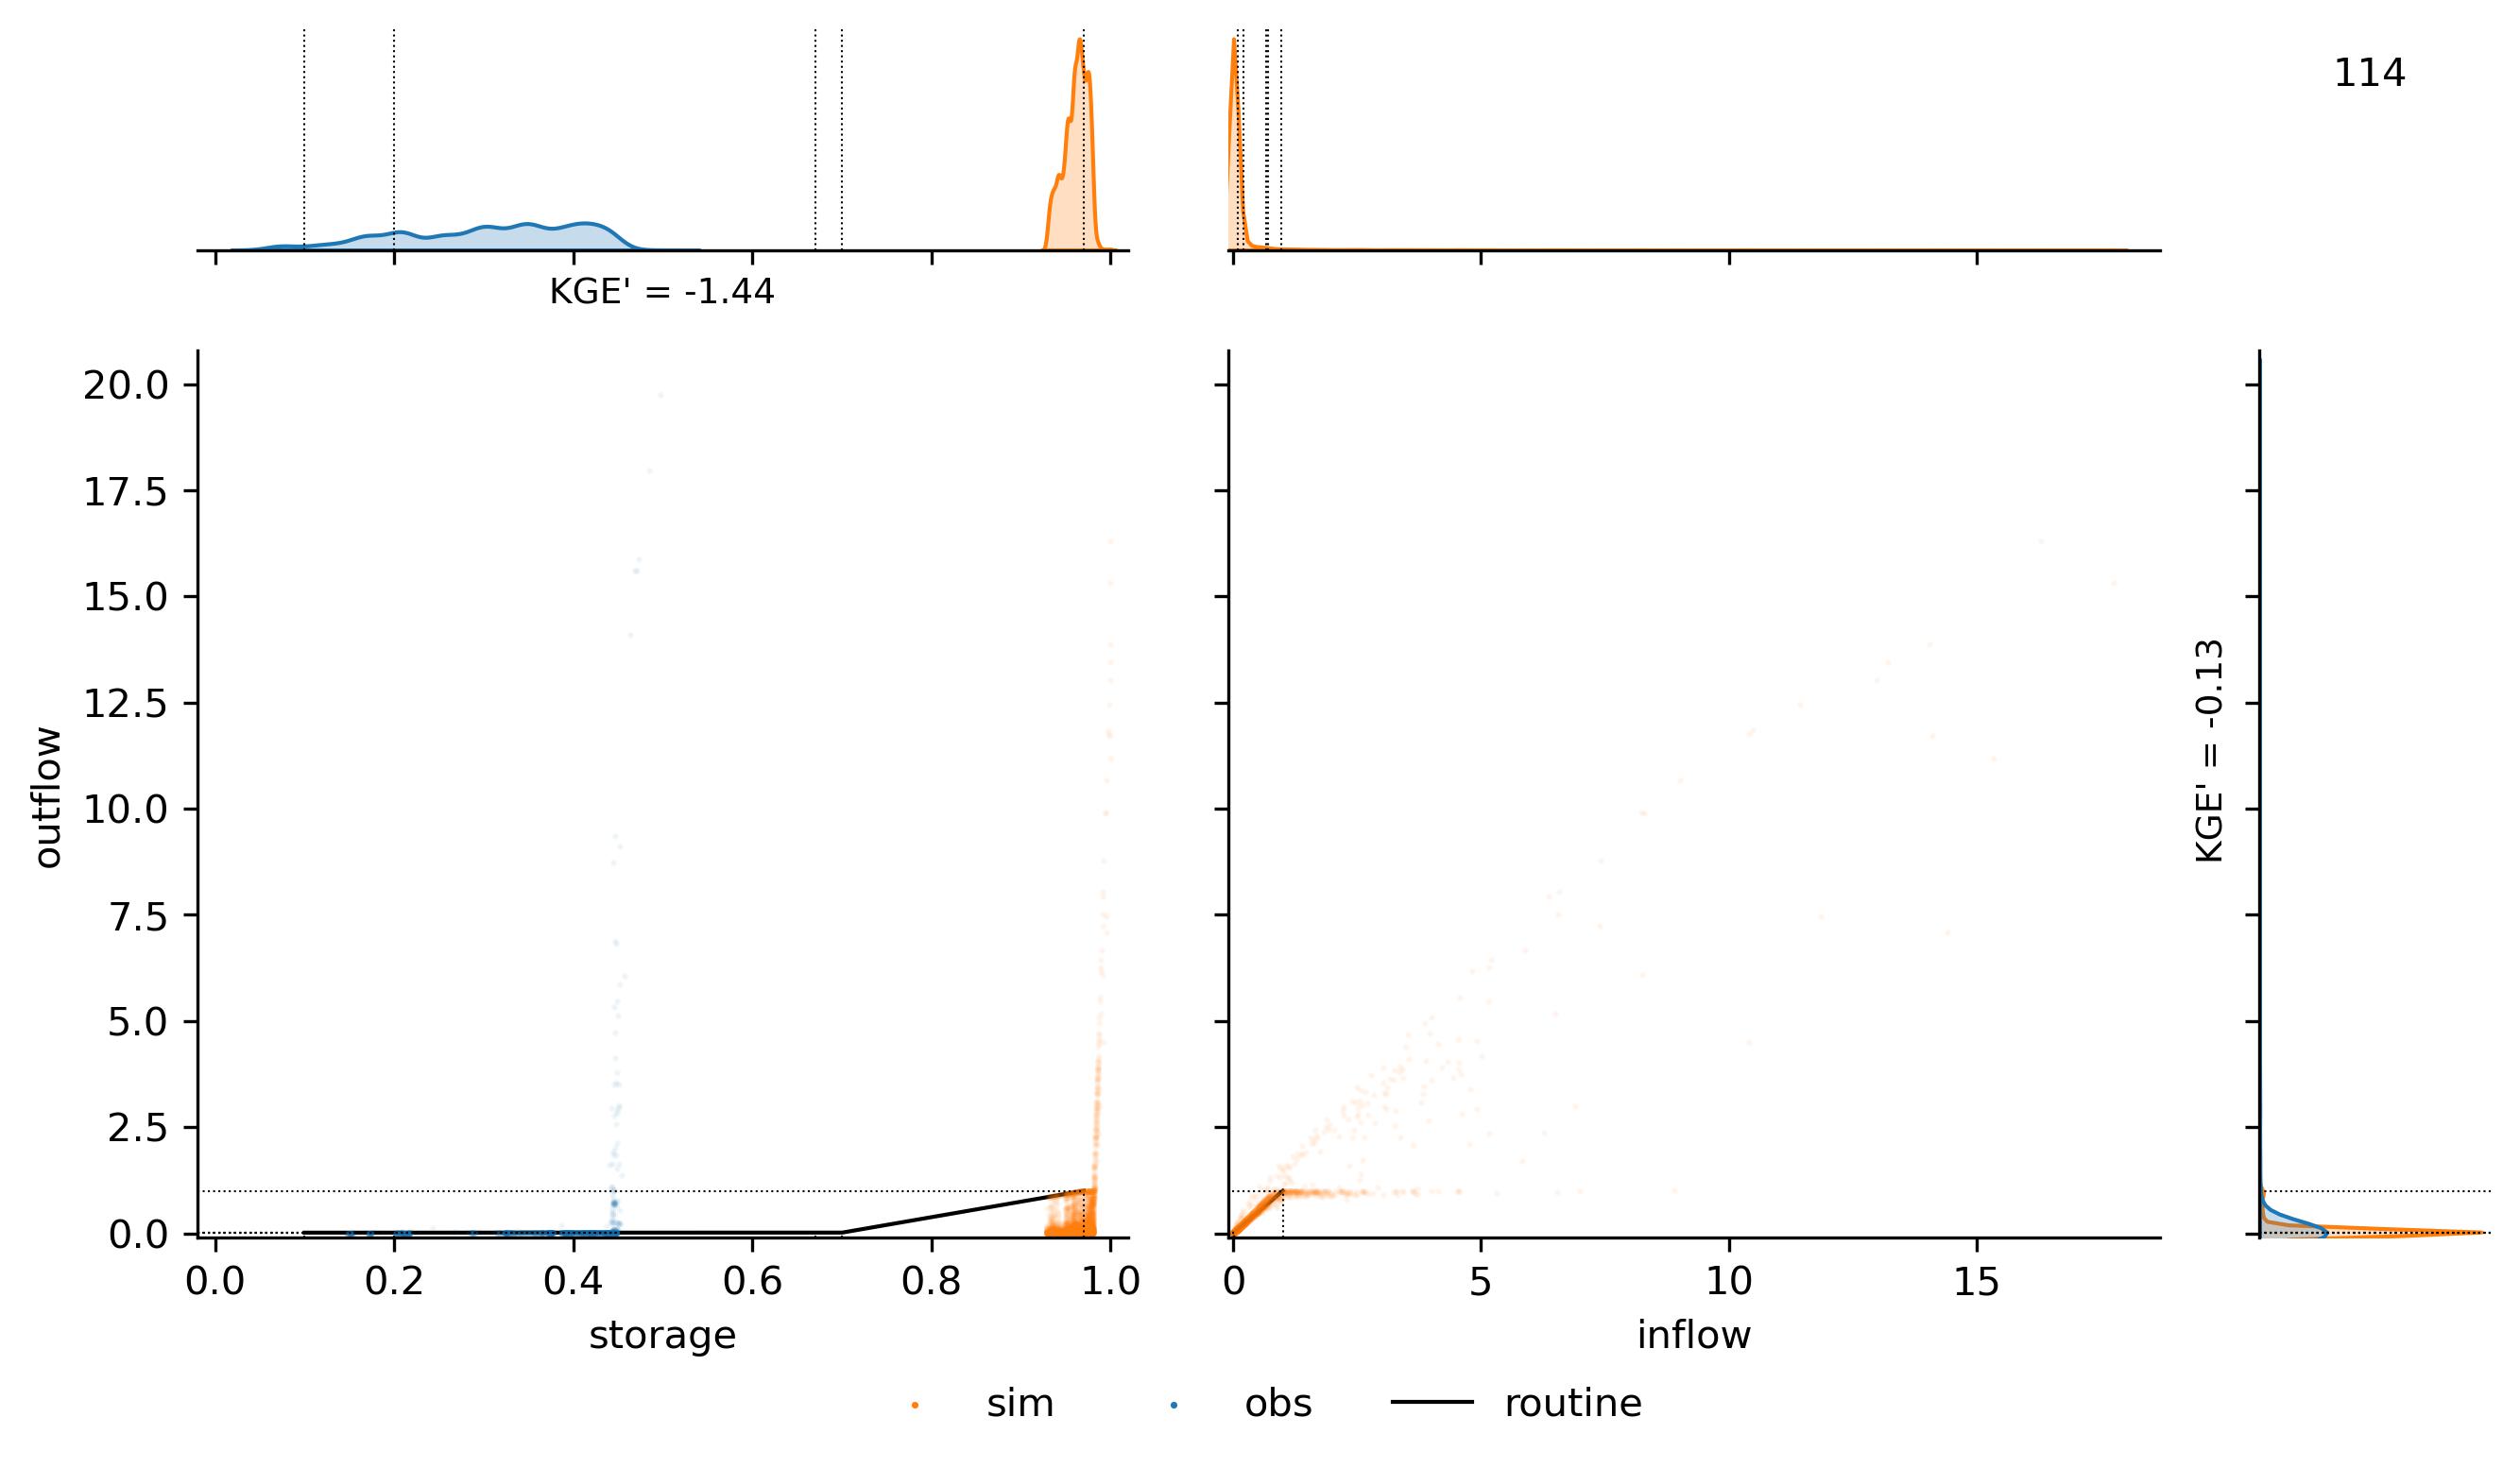 114
KGE' = -1.44
20.0
17.5
15.0
12.5
10.0
7.5
5.0
2.5
0.0
outflow
KGE' = -0.13
0.0 0.2 0.4 0.6 0.8 1.0
0 5 10 15
storage
inflow
sim obs routine